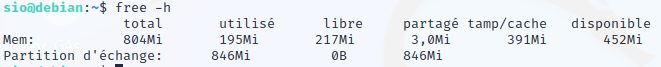 sio@debian:~$ free -h
total utilisé libre partagé tamp/cache disponible
Mem: 804Mi 195Mi 217Mi 3,0Mi 391Mi 452Mi
Partition d'échange: 846Mi 0B 846Mi